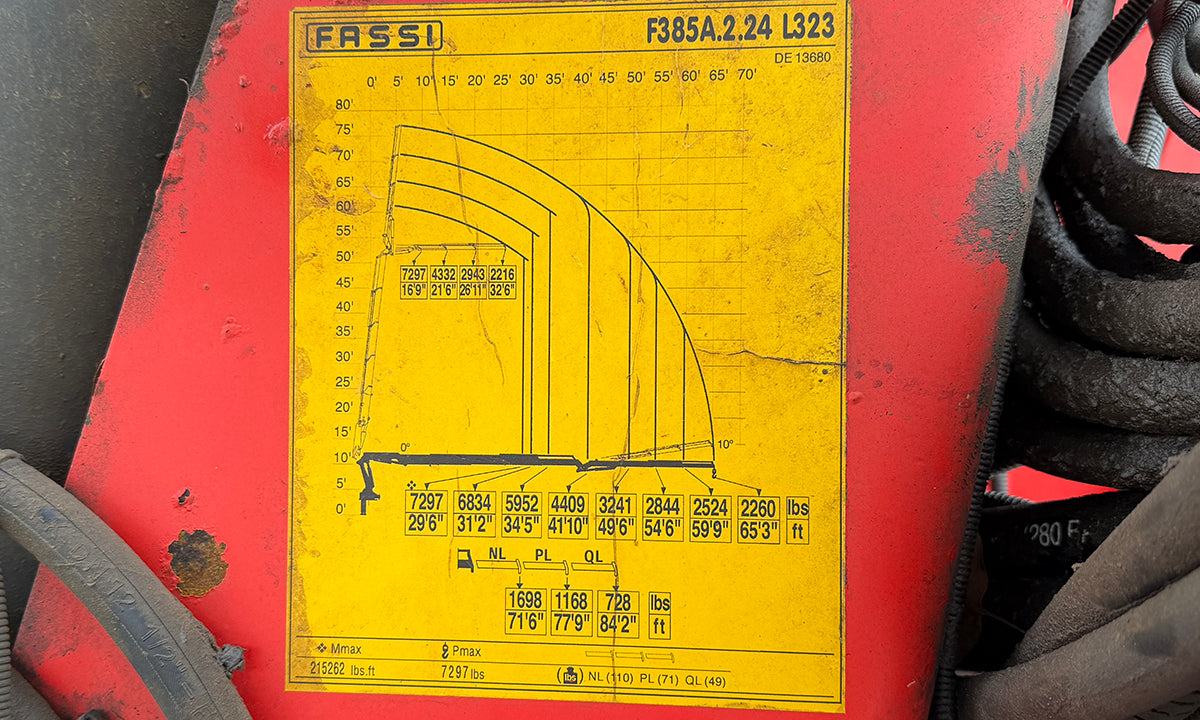 FASSI F385A.2.24 L323
DE 13680
0' 5' 10' 15' 20' 25' 30' 35' 40' 45' 50' 55' 60' 65' 70'
80'
75'
70'
65'
60'
55'
50'
45'
40'
35'
30'
25'
20'
15'
10'
5'
0'
7297 4332 2943 2216
16'9" 21'6" 26'11" 32'6"
0°
10°
7297 6834 5952 4409 3241 2844 2524 2260 lbs
29'6" 31'2" 34'5" 41'10" 49'6" 54'6" 59'9" 65'3" ft
NL PL QL
1698 1168 728 lbs
71'6" 77'9" 84'2" ft
Mmax Pmax
215262 lbs.ft 7297 lbs (lbs) NL (110) PL (71) QL (49)
1/2" 1/2"